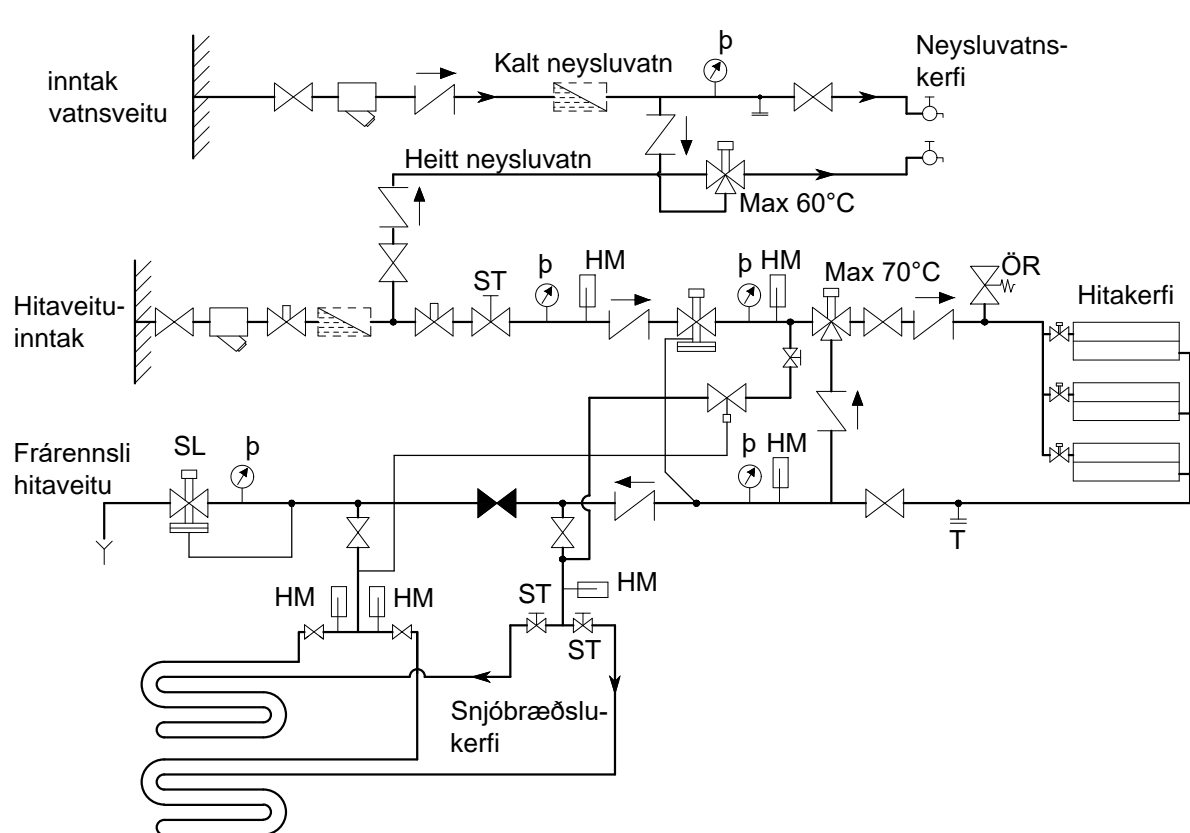 inntak
vatnsveitu
Kalt neysluvatn
þ
Neysluvatns-
kerfi
Heitt neysluvatn
Max 60°C
Hitaveitu-
inntak
ST
þ
HM
þ
HM
Max 70°C
ÖR
Hitakerfi
Frárennsli
hitaveitu
SL
þ
þ
HM
T
HM
HM
ST
HM
ST
Snjóbræðslu-
kerfi